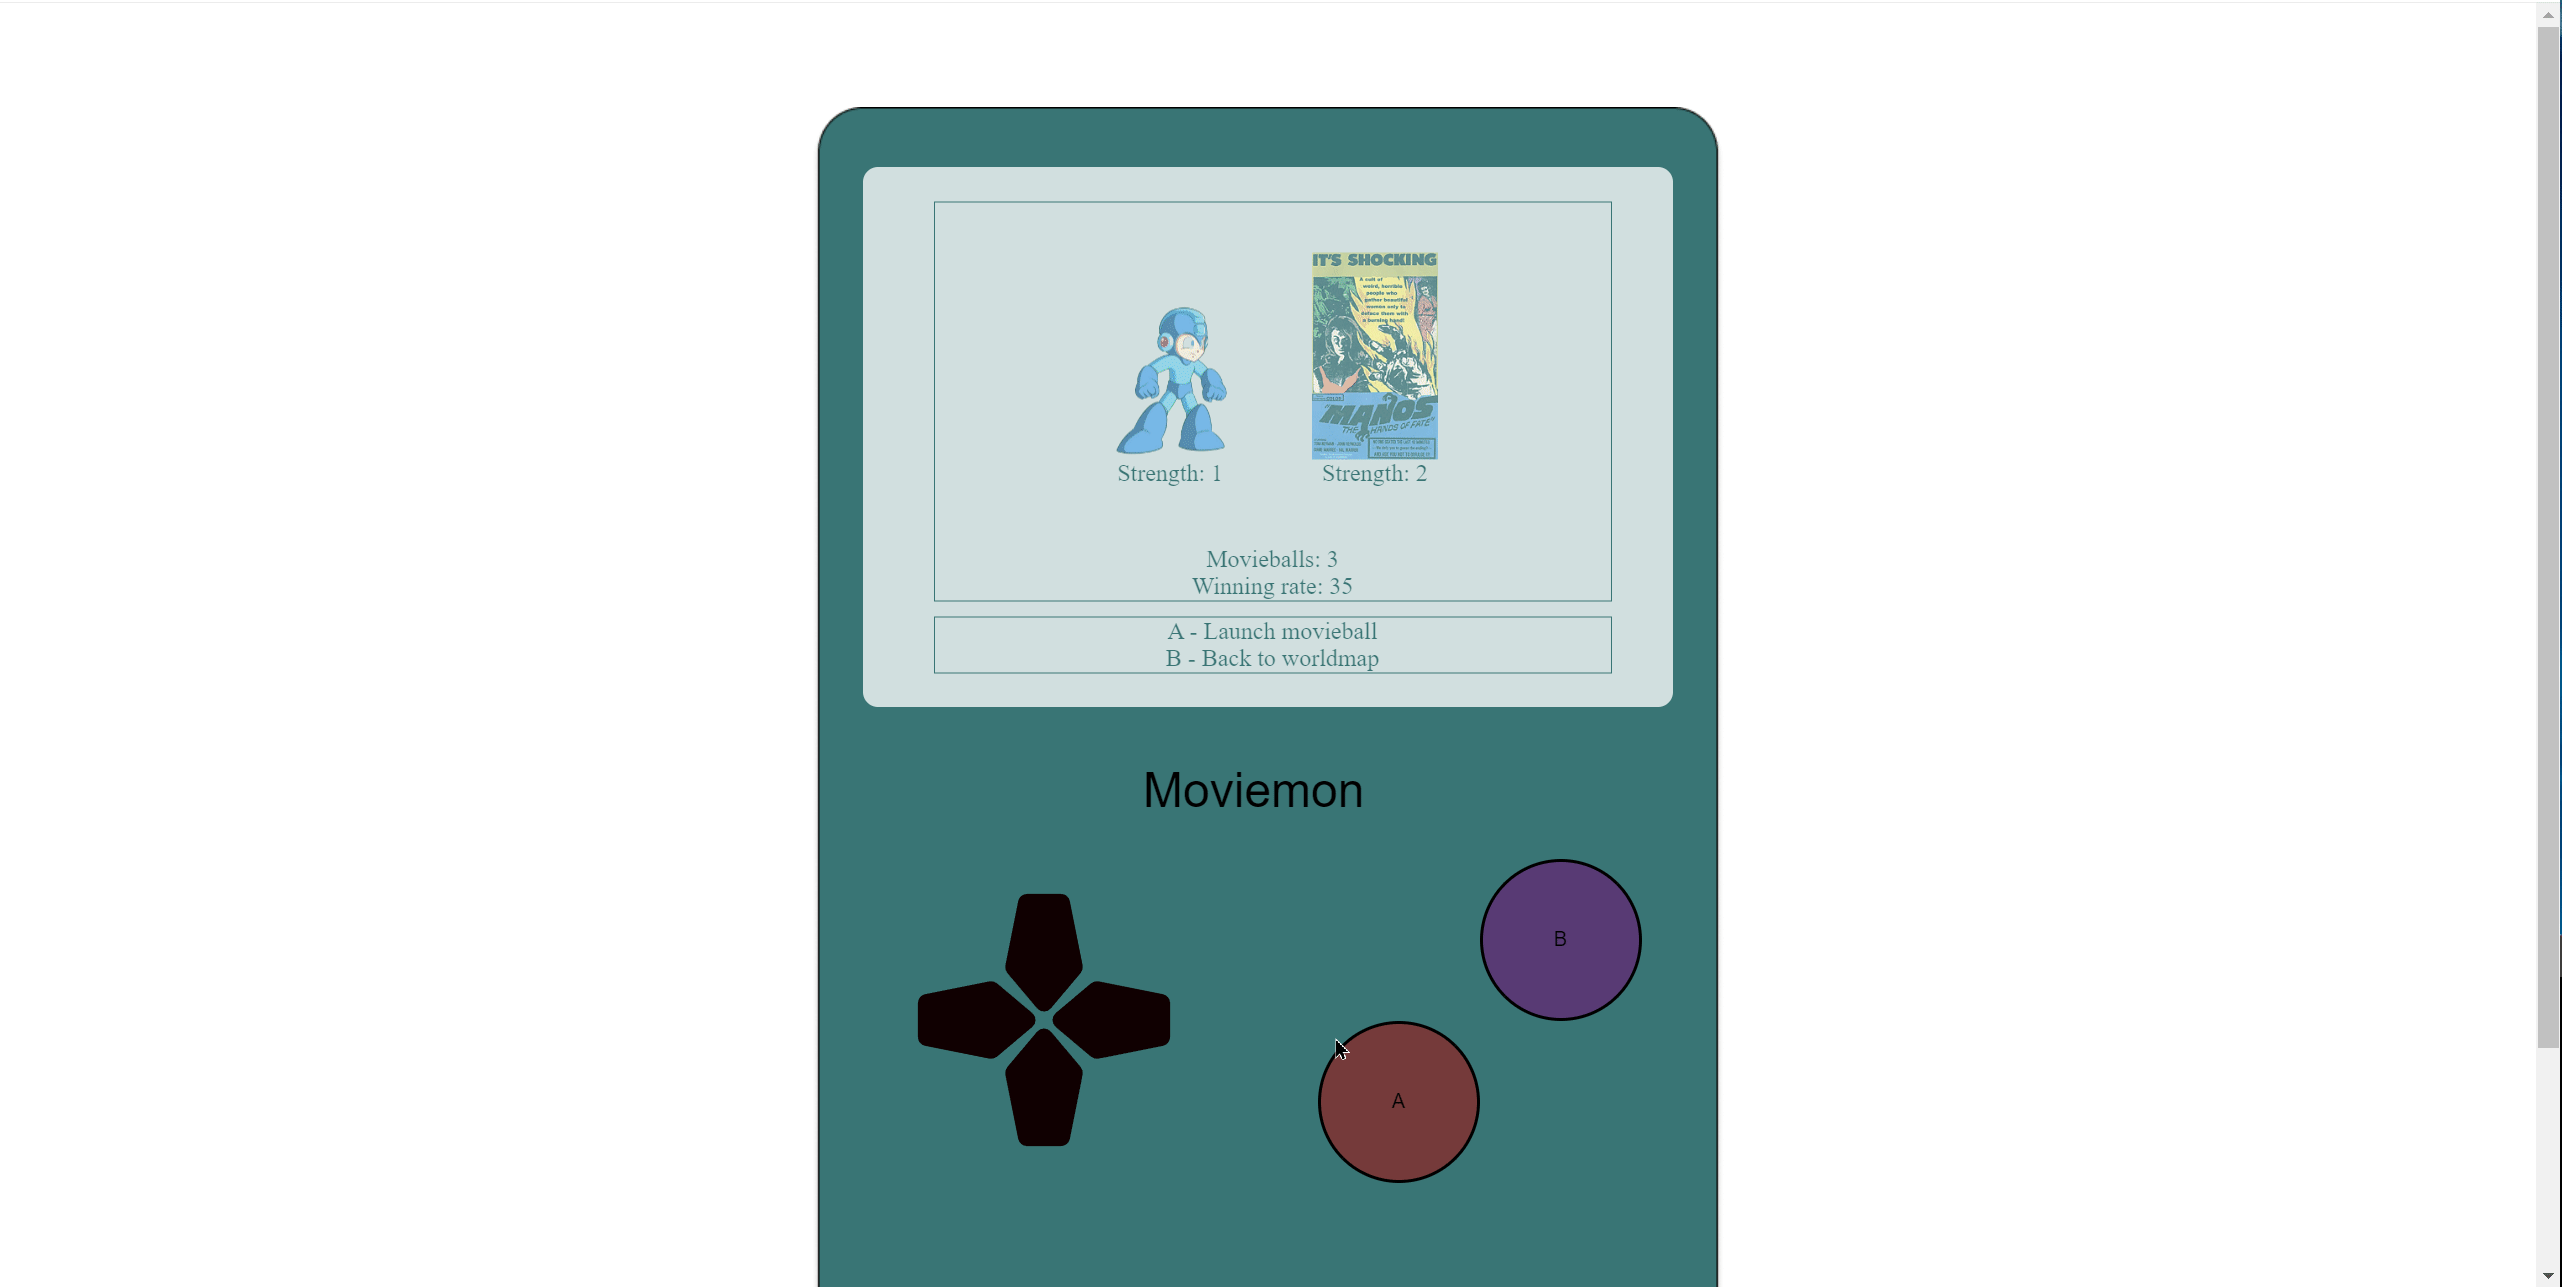 IT'S SHOCKING
A cult of
weird, horrible
people who
gather beautiful
women only to
deface them with
a burning hand!
MANOS
THE HANDS OF FATE
Strength: 1
Strength: 2
Movieballs: 3
Winning rate: 35
A - Launch movieball
B - Back to worldmap
Moviemon
B
A